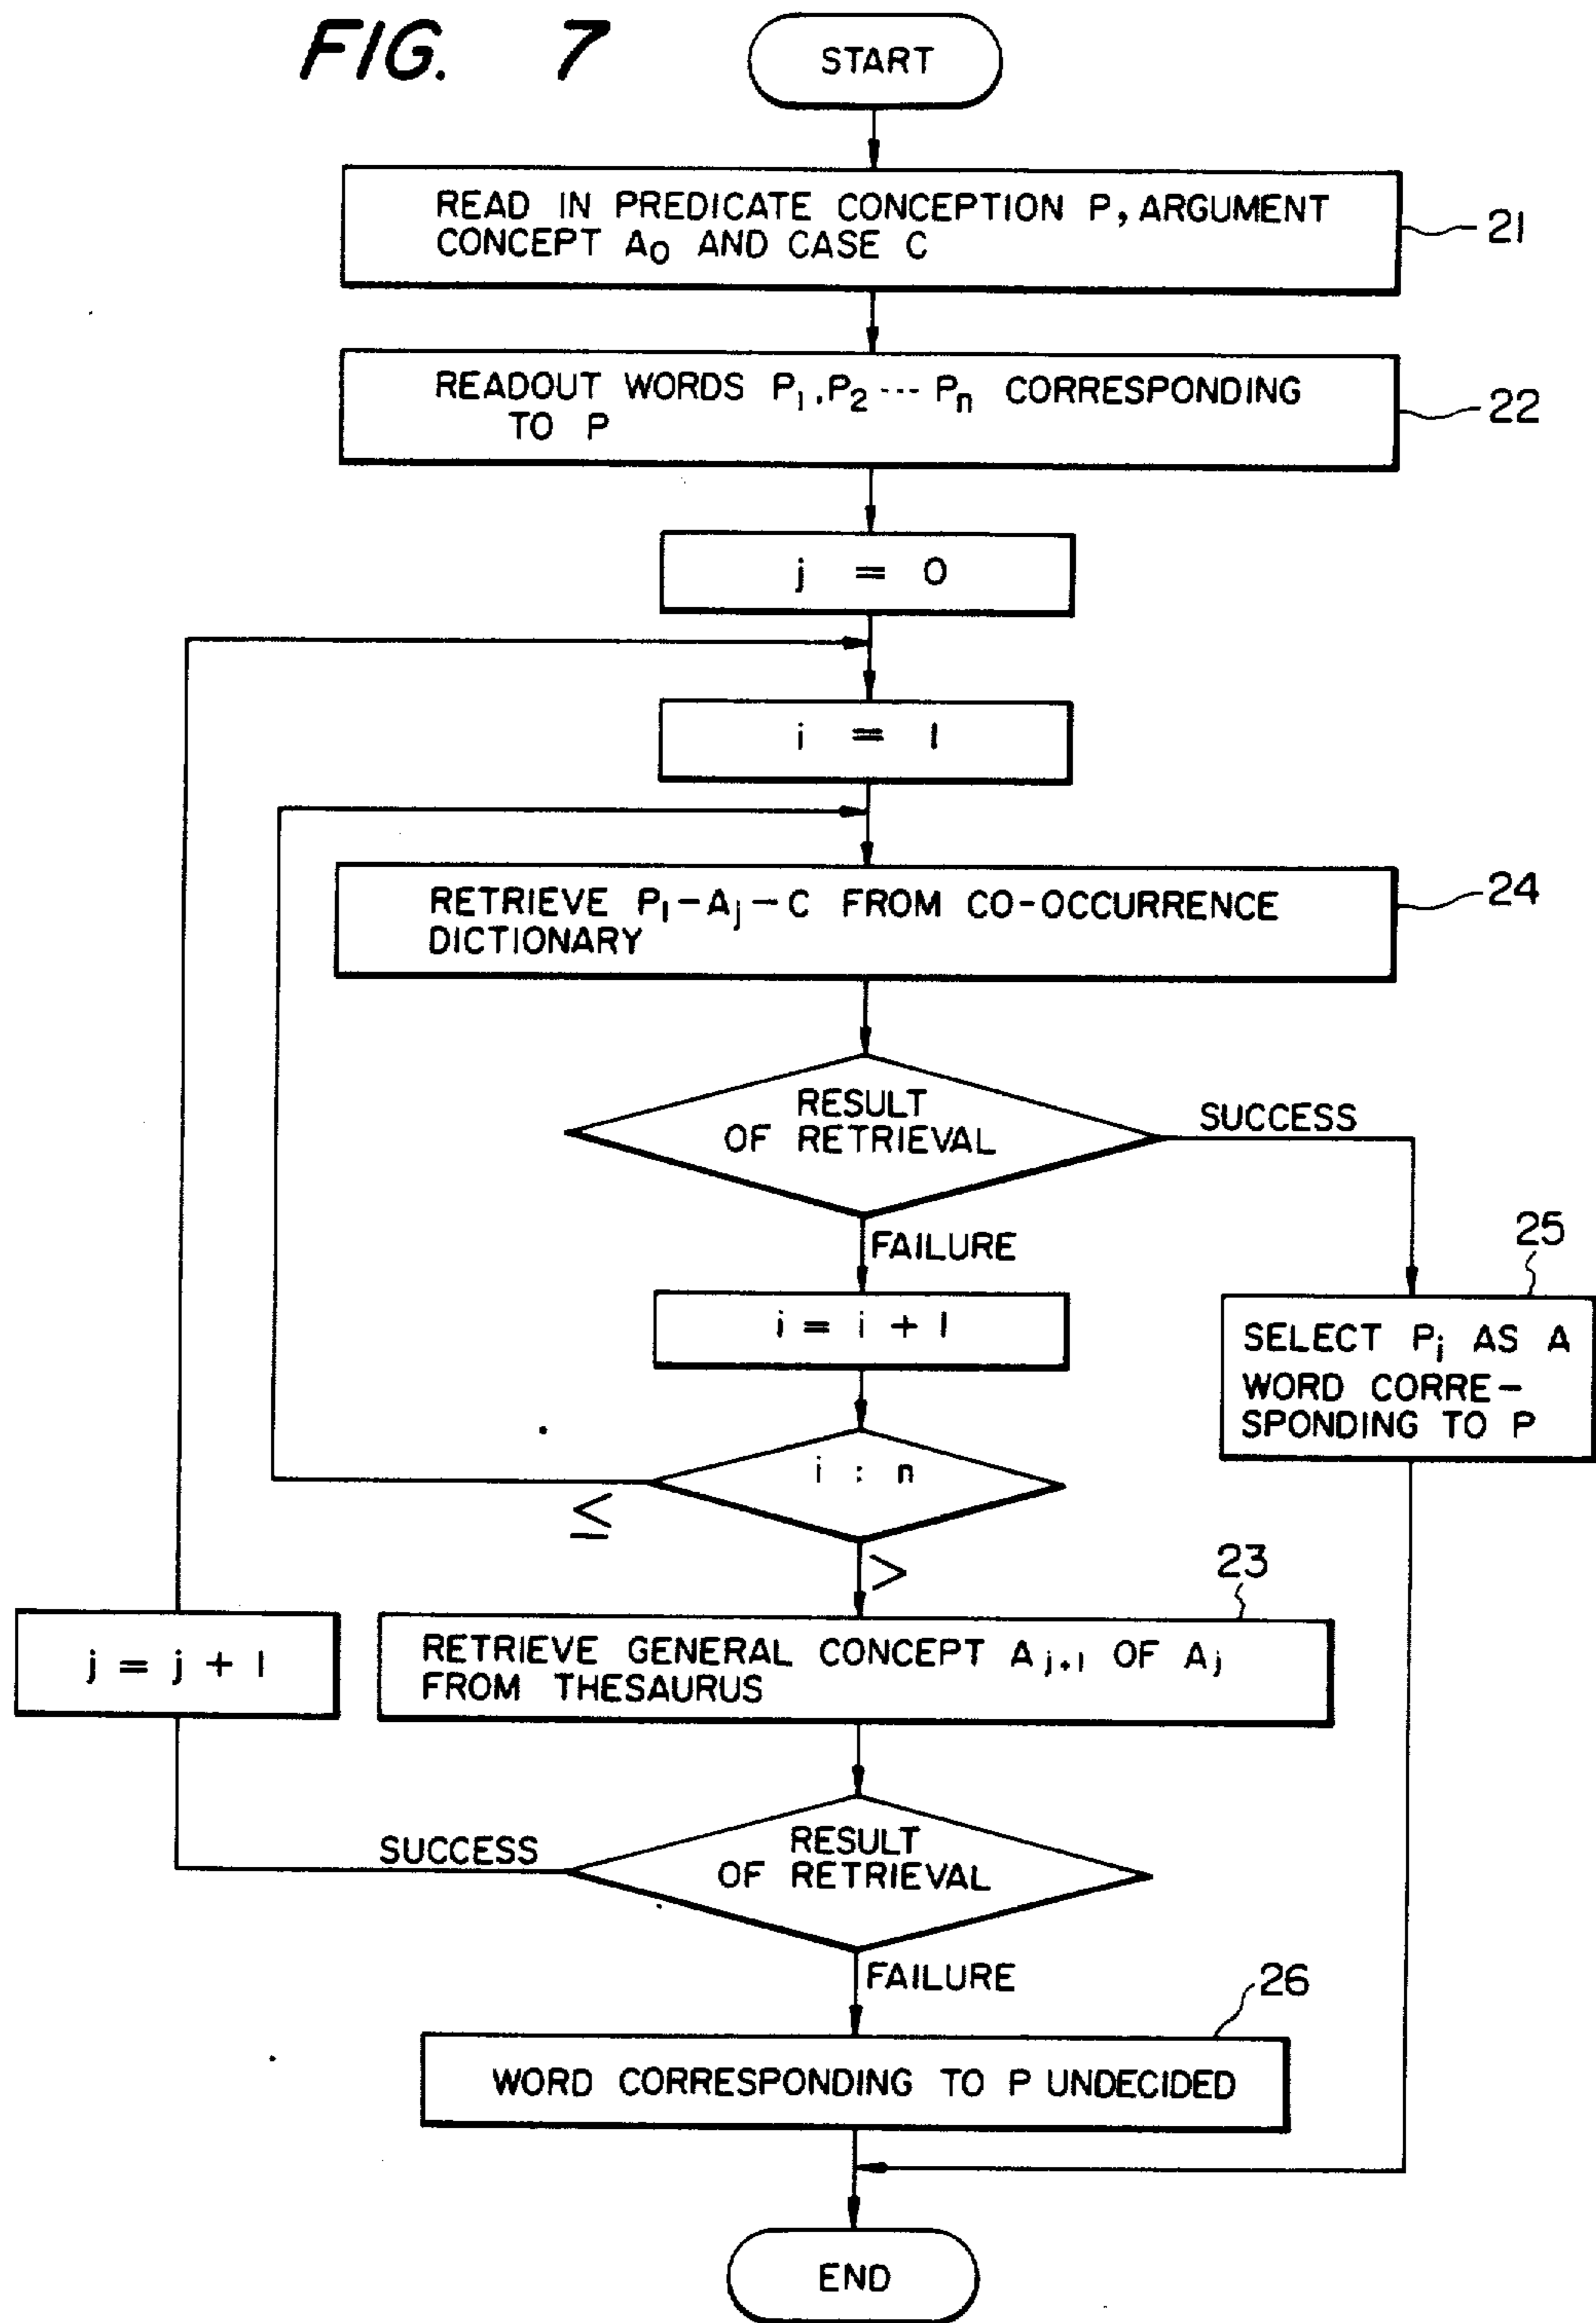 FIG. 7
START
READ IN PREDICATE CONCEPTION P, ARGUMENT
CONCEPT A0 AND CASE C
21
READOUT WORDS P1.P2 --- Pn CORRESPONDING
TO P
22
j = 0
i = 1
RETRIEVE Pi-Aj-C FROM CO-OCCURRENCE
DICTIONARY
24
RESULT
OF RETRIEVAL
SUCCESS
FAILURE
25
i = i + 1
SELECT Pi AS A
WORD CORRE-
SPONDING TO P
i : n
≤
>
23
j = j + 1
RETRIEVE GENERAL CONCEPT Aj+1 OF Aj
FROM THESAURUS
SUCCESS
RESULT
OF RETRIEVAL
FAILURE
26
WORD CORRESPONDING TO P UNDECIDED
END